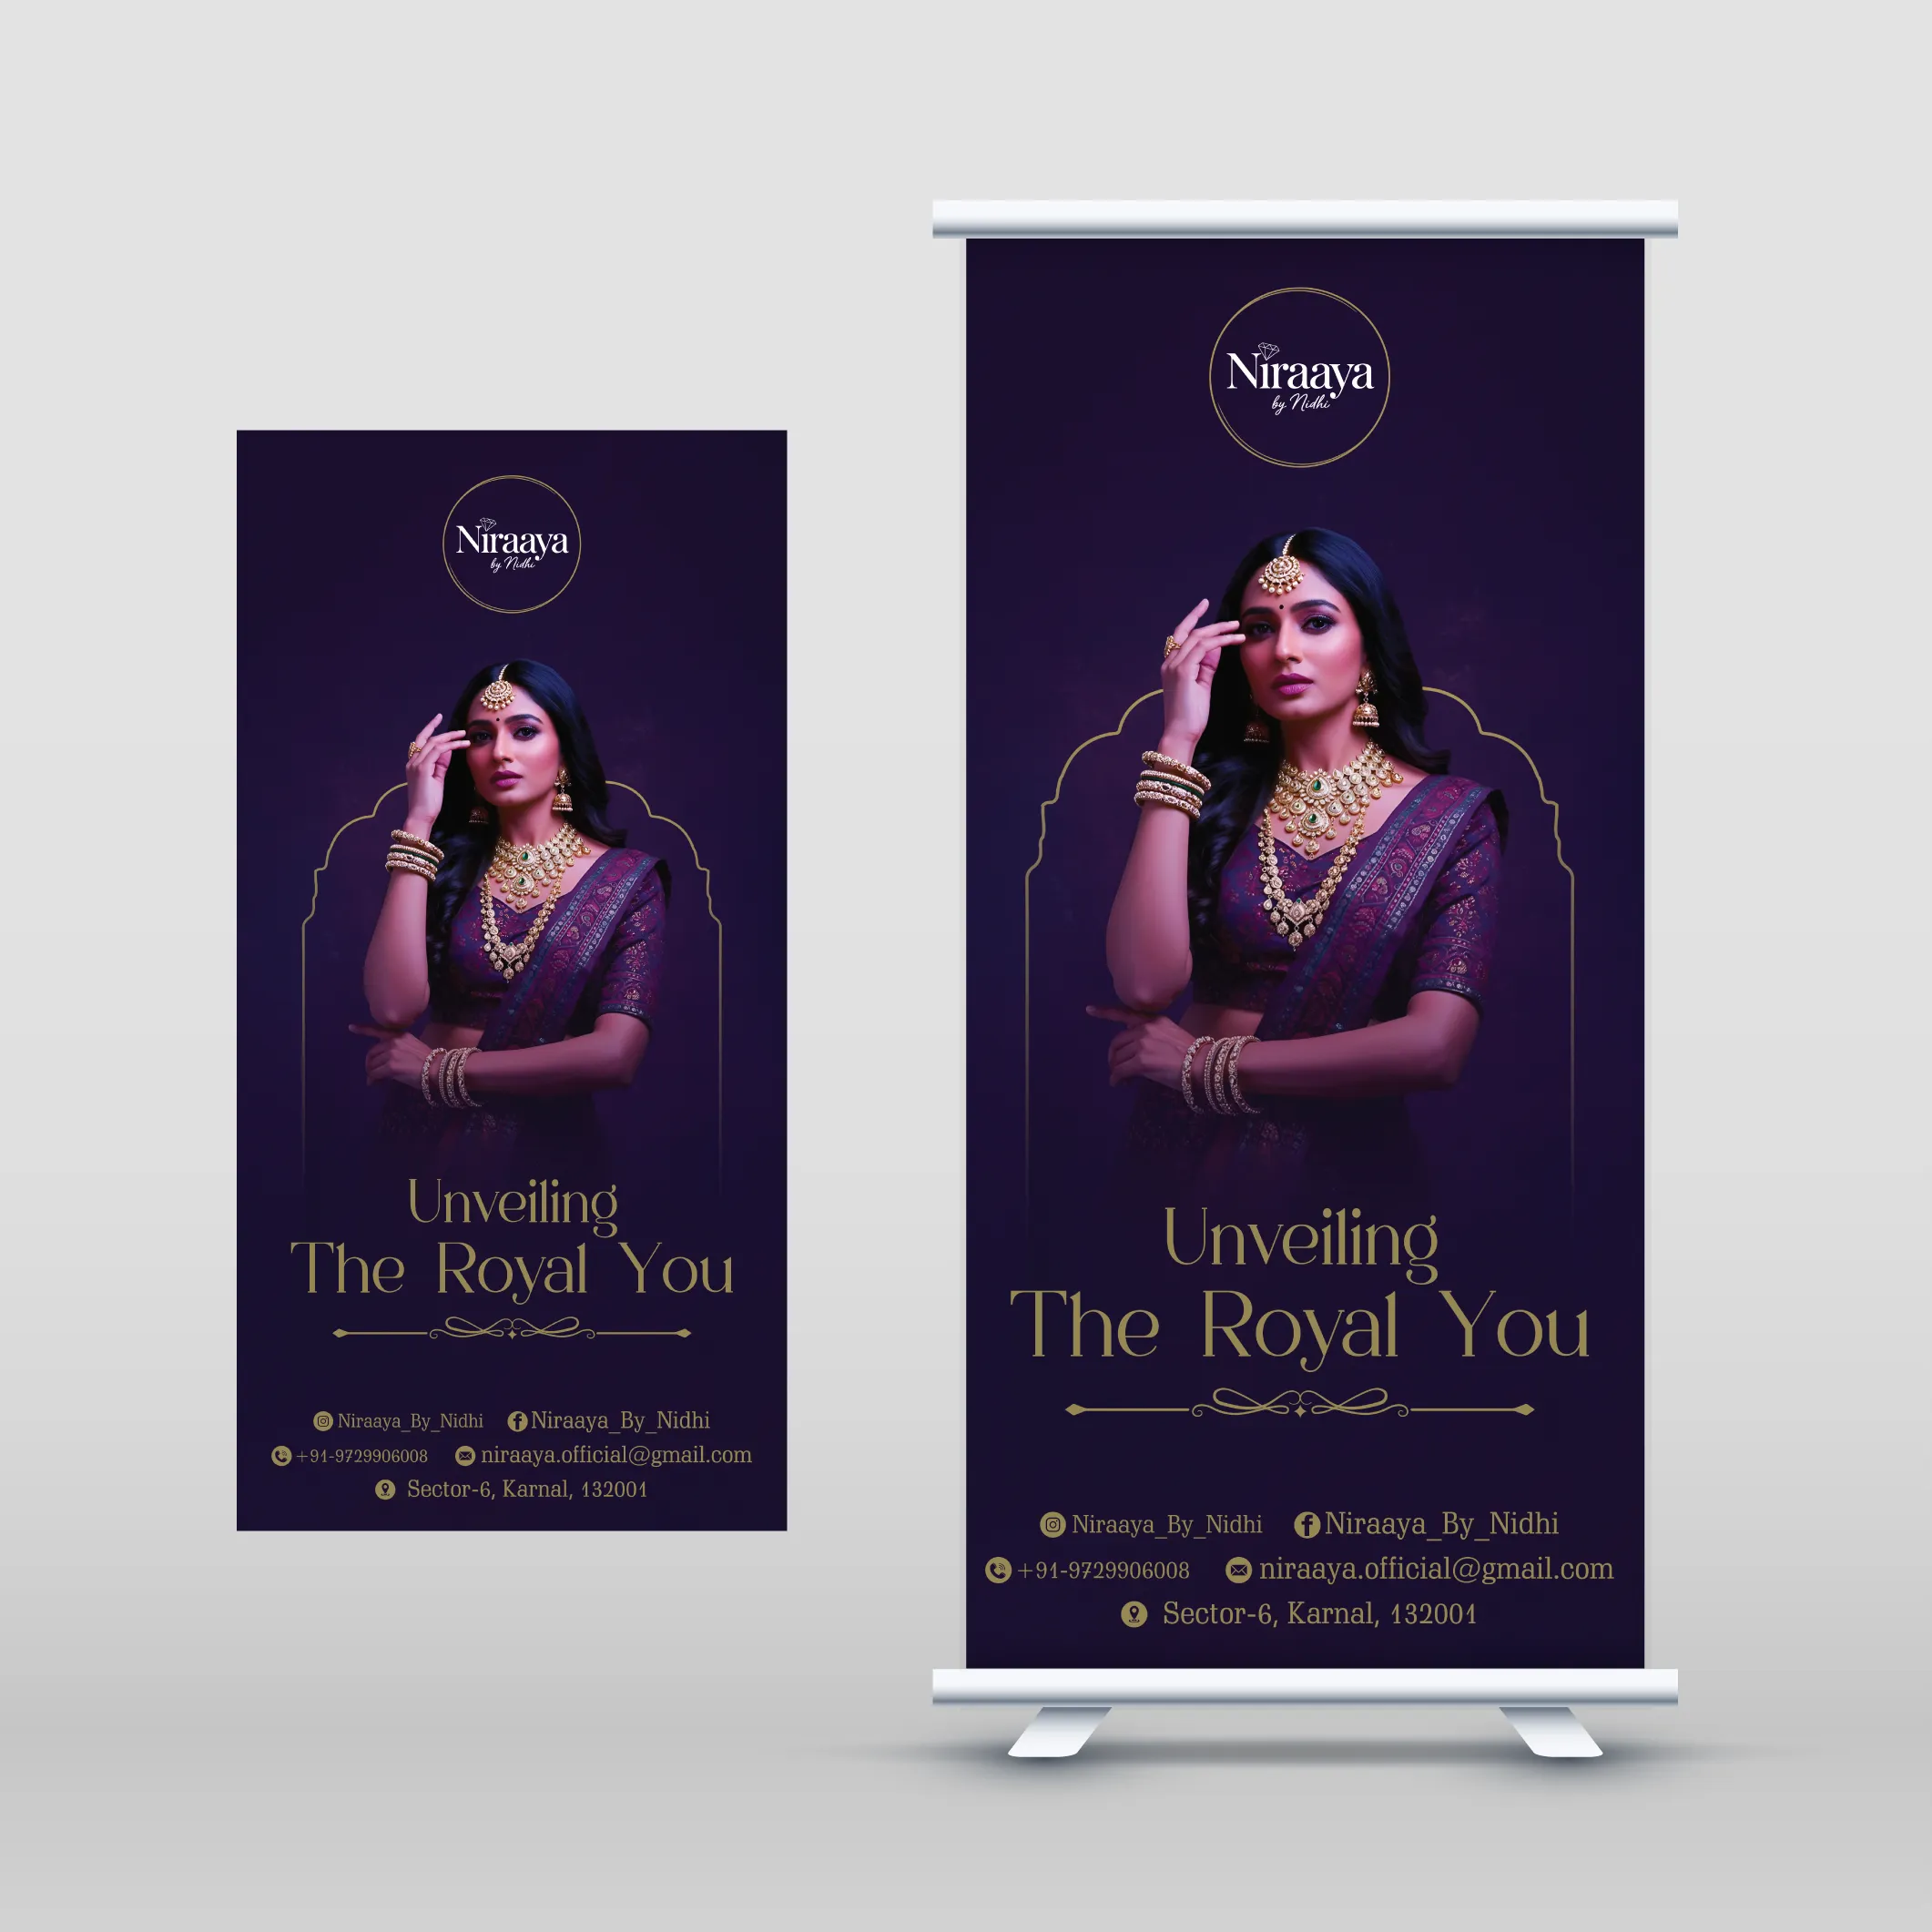 Niraaya
by Nidhi
Unveiling
The Royal You
Niraaya_By_Nidhi Niraaya_By_Nidhi
+91-9729906008 niraaya.official@gmail.com
Sector-6, Karnal, 132001
Niraaya
by Nidhi
Unveiling
The Royal You
Niraaya_By_Nidhi Niraaya_By_Nidhi
+91-9729906008 niraaya.official@gmail.com
Sector-6, Karnal, 132001